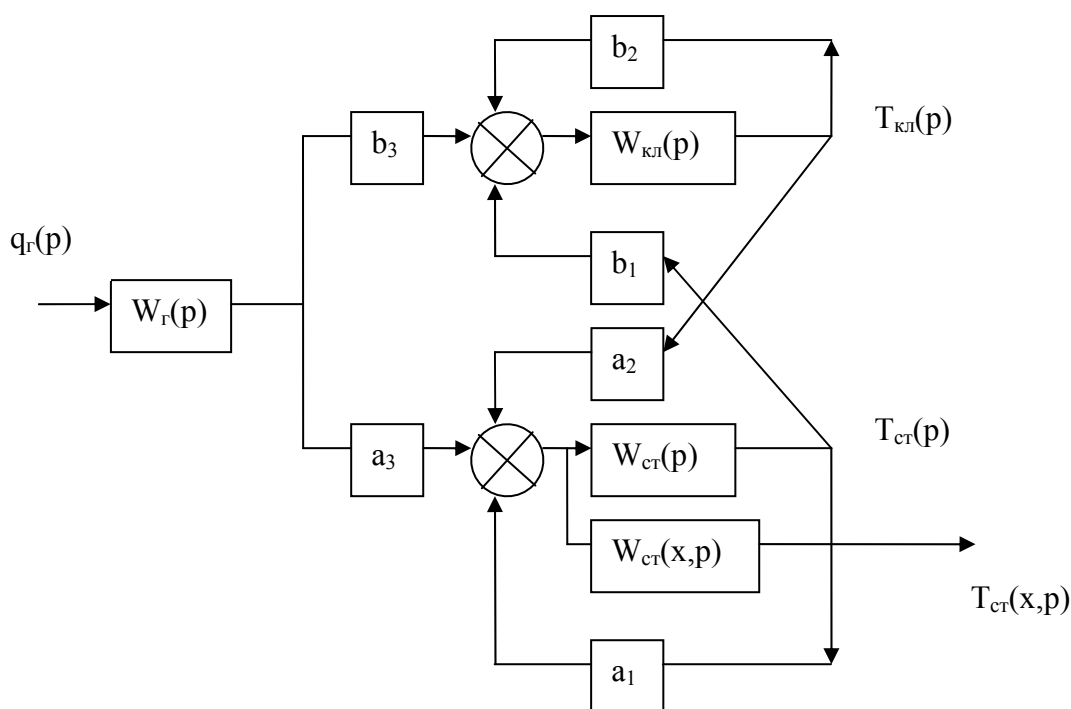 b₂
T_кл(p)
b₃
W_кл(p)
q_г(p)
b₁
W_г(p)
a₂
T_ст(p)
a₃
W_ст(p)
W_ст(x,p)
T_ст(x,p)
a₁